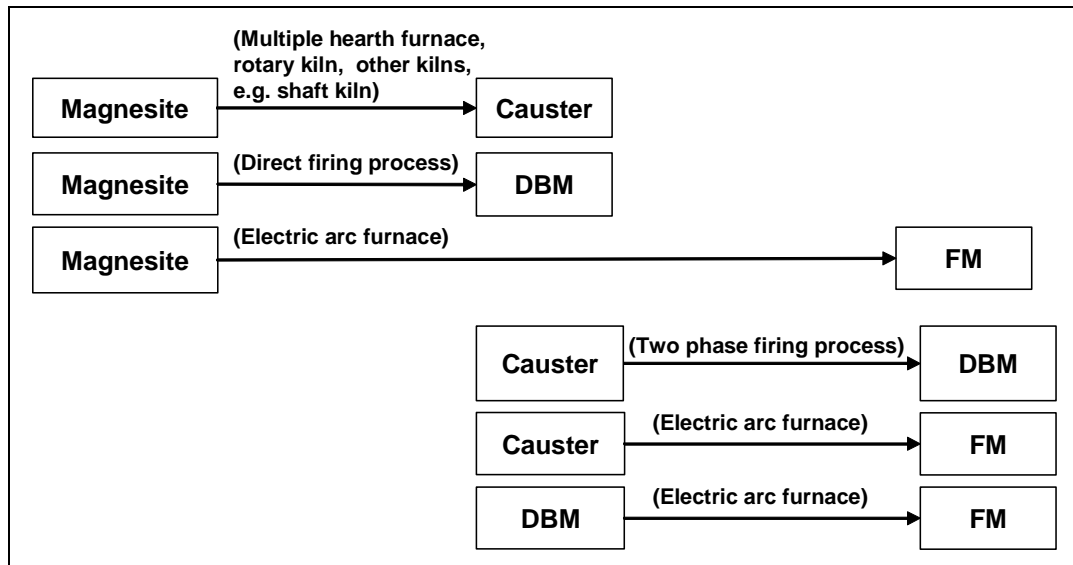 (Multiple hearth furnace,
rotary kiln, other kilns,
e.g. shaft kiln)
Magnesite
Causter
(Direct firing process)
Magnesite
DBM
(Electric arc furnace)
Magnesite
FM
(Two phase firing process)
Causter
DBM
(Electric arc furnace)
Causter
FM
(Electric arc furnace)
DBM
FM